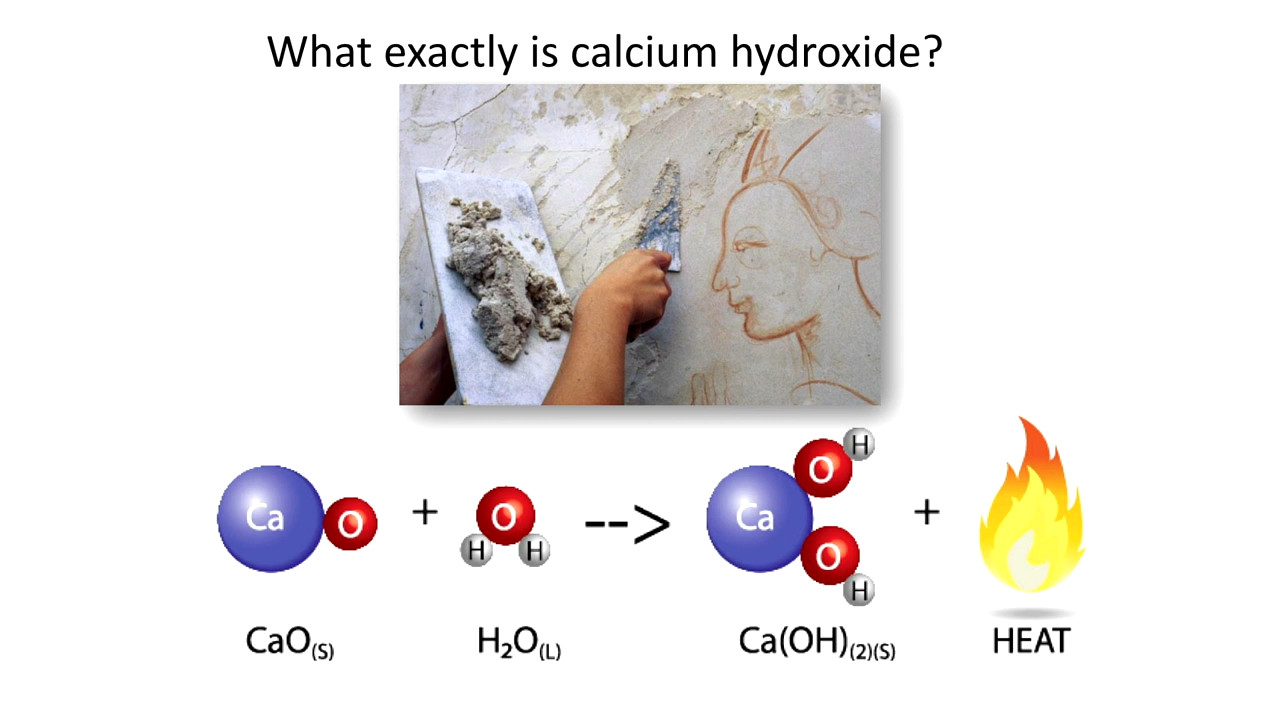 What exactly is calcium hydroxide?
Ca O + O H H --> Ca O H O H +
CaO(S) H₂O(L) Ca(OH)(2)(S) HEAT